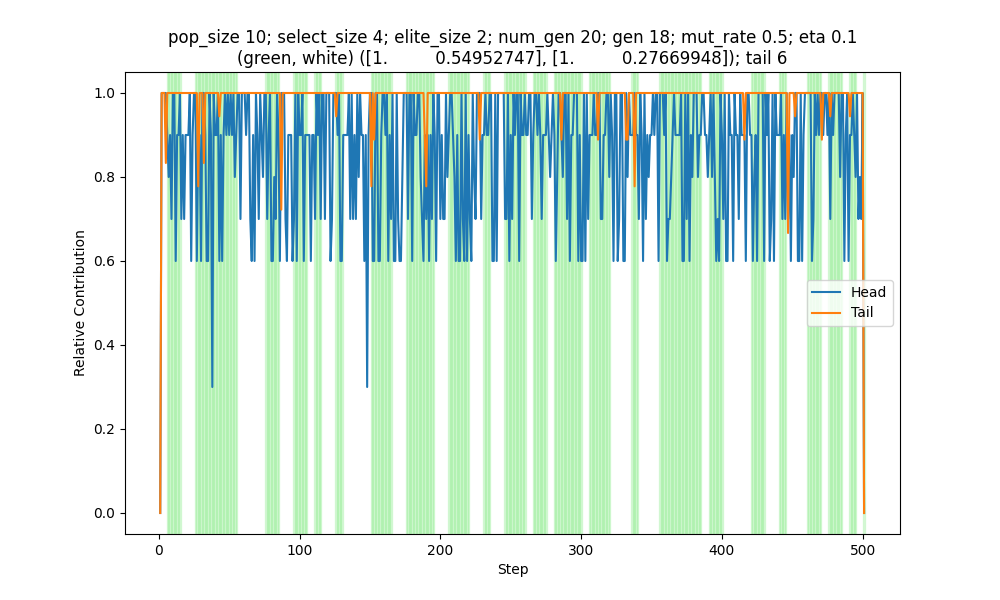 pop_size 10; select_size 4; elite_size 2; num_gen 20; gen 18; mut_rate 0.5; eta 0.1
(green, white) ([1.         0.54952747], [1.         0.27669948]); tail 6
1.0
0.8
0.6
0.4
0.2
0.0
Relative Contribution
Head
Tail
0
100
200
300
400
500
Step